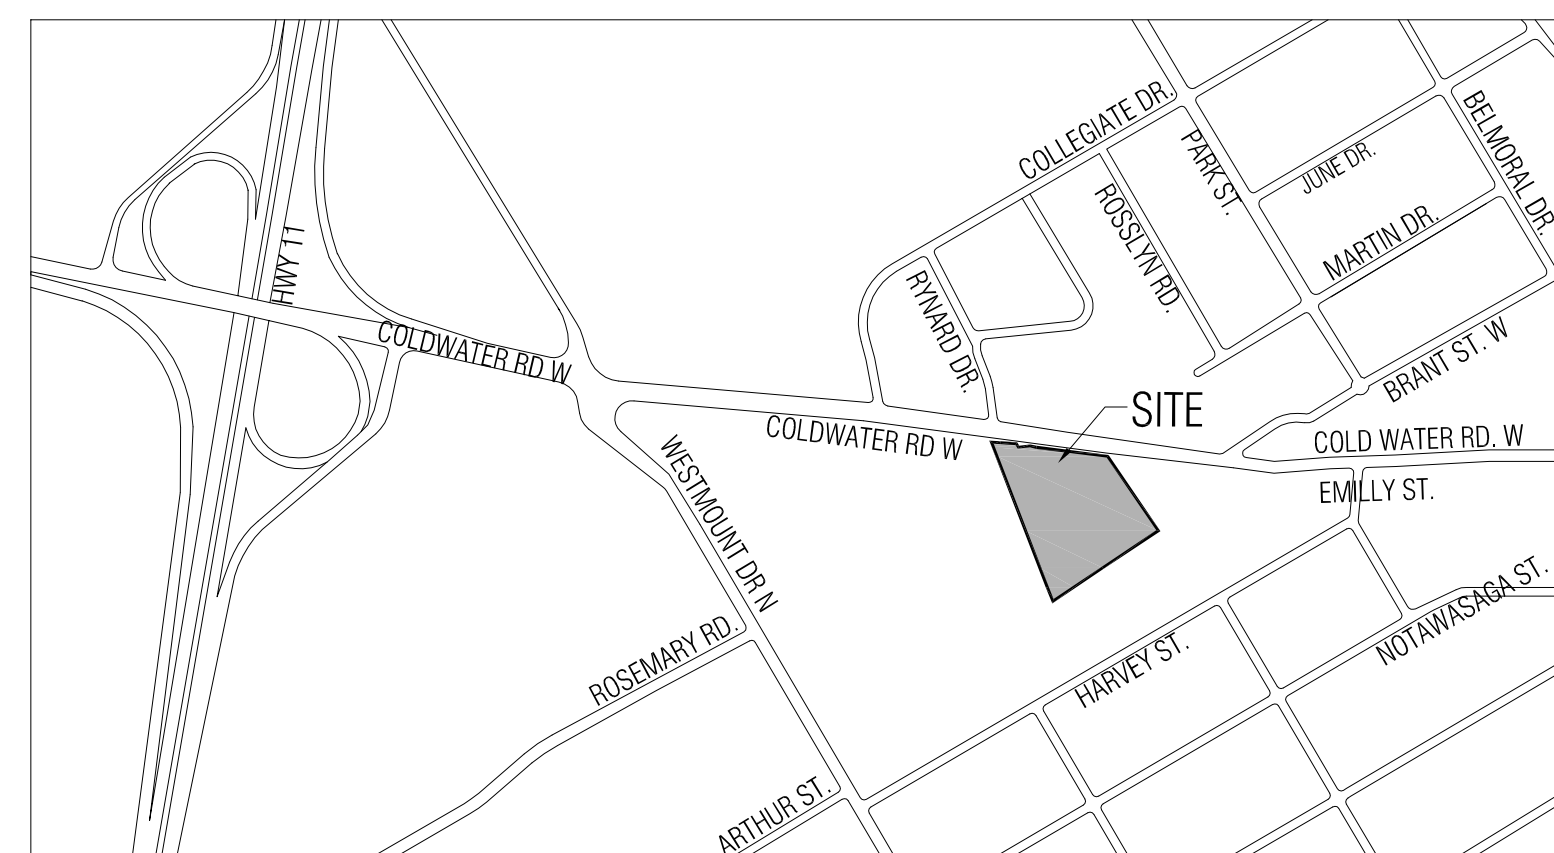 COLLEGIATE DR.
BELMORAL DR.
PARK ST.
JUNE DR.
ROSSLYN RD.
MARTIN DR.
HWY 11
RYNARD DR.
COLDWATER RD W
BRANT ST. W
SITE
COLDWATER RD W
COLD WATER RD. W
EMILLY ST.
WESTMOUNT DR N
NOTAWASAGA ST.
ROSEMARY RD.
HARVEY ST.
ARTHUR ST.